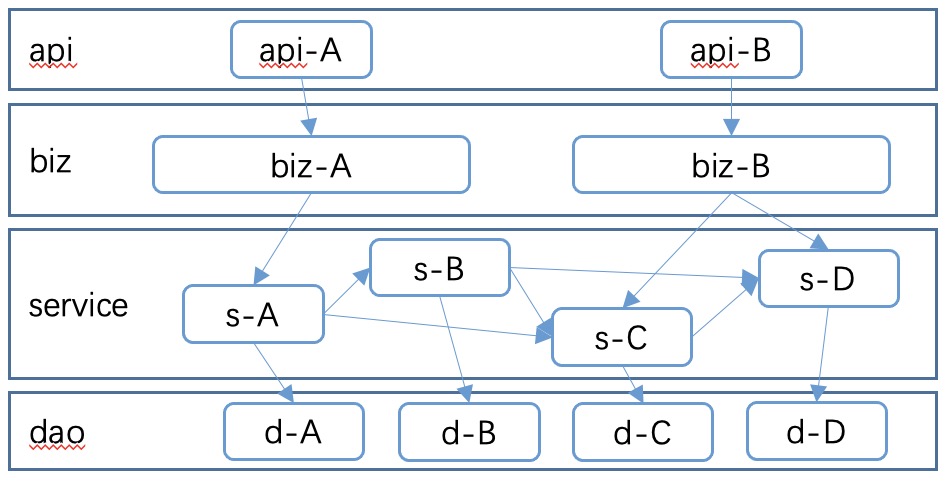 api
api-A
api-B
biz
biz-A
biz-B
service
s-A
s-B
s-C
s-D
dao
d-A
d-B
d-C
d-D